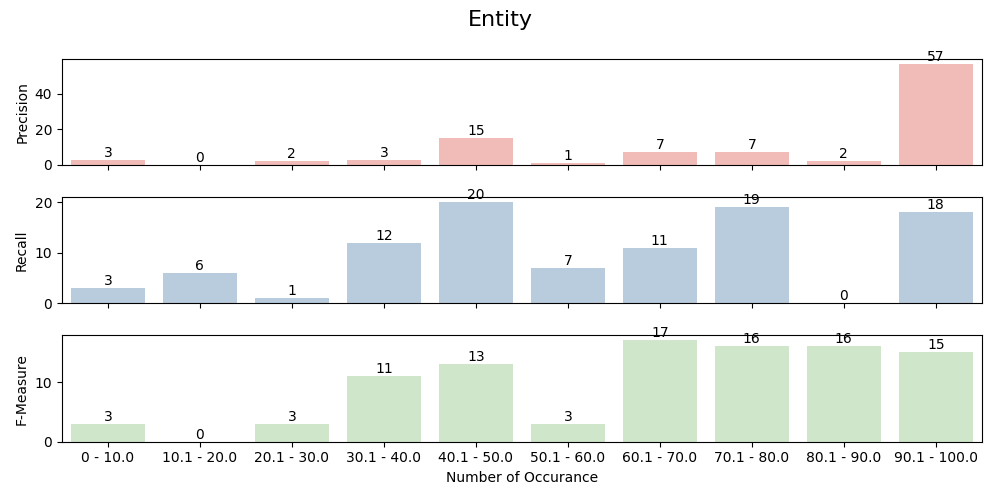 Entity
Precision
40
20
0
3
0
2
3
15
1
7
7
2
57
Recall
20
10
0
3
6
1
12
20
7
11
19
0
18
F-Measure
10
0
3
0
3
11
13
3
17
16
16
15
0 - 10.0
10.1 - 20.0
20.1 - 30.0
30.1 - 40.0
40.1 - 50.0
50.1 - 60.0
60.1 - 70.0
70.1 - 80.0
80.1 - 90.0
90.1 - 100.0
Number of Occurance